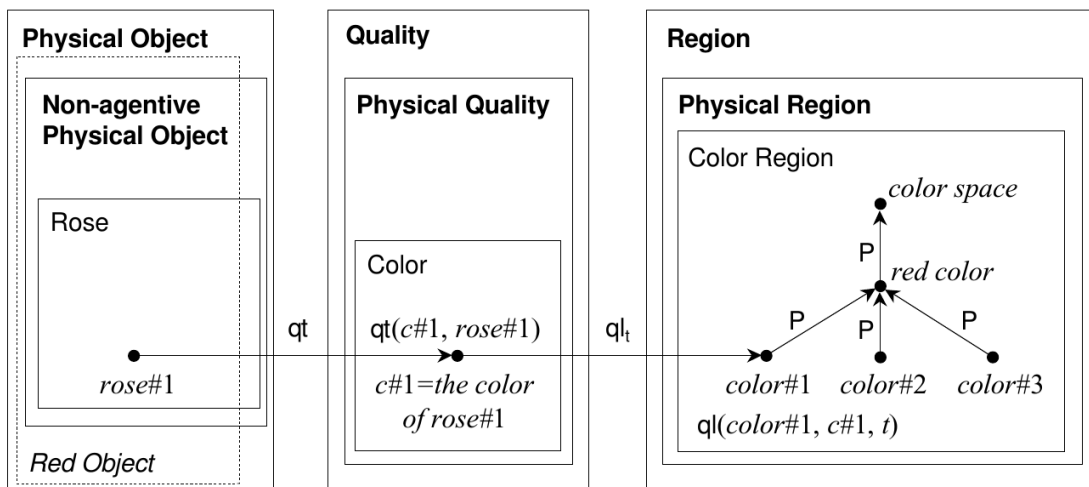 Physical Object
Non-agentive
Physical Object
Rose
rose#1
Red Object
qt
Quality
Physical Quality
Color
qt(c#1, rose#1)
c#1=the color
of rose#1
qlt
Region
Physical Region
Color Region
color space
P
red color
P
P
P
color#1
color#2
color#3
ql(color#1, c#1, t)